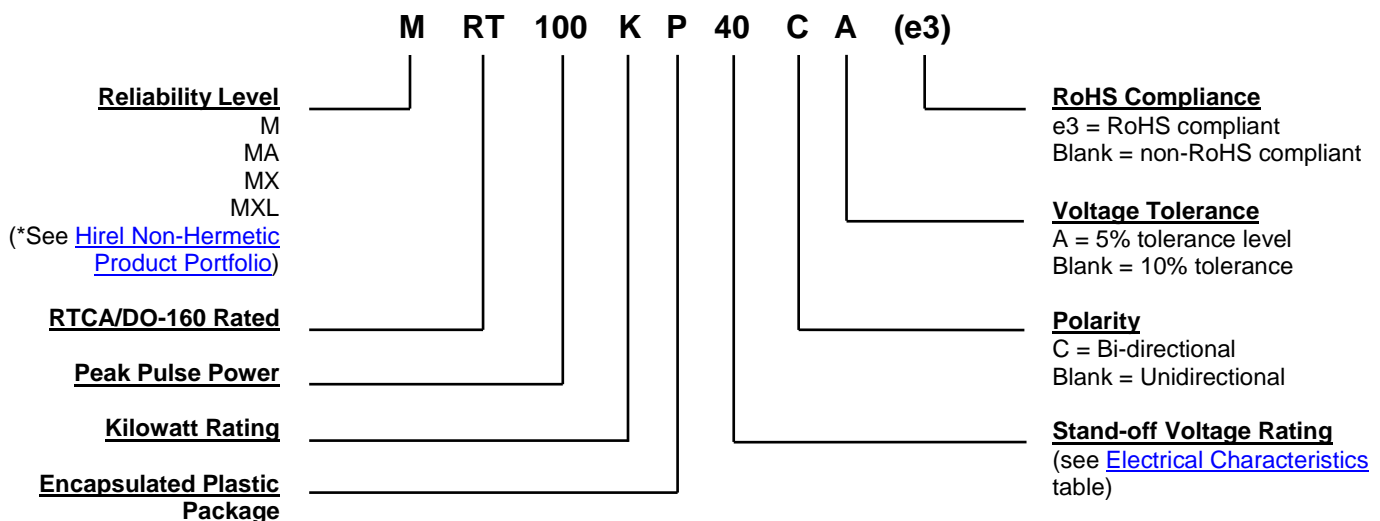 M RT 100 K P 40 C A (e3)
Reliability Level
M
MA
MX
MXL
(*See Hirel Non-Hermetic
Product Portfolio)
RTCA/DO-160 Rated
Peak Pulse Power
Kilowatt Rating
Encapsulated Plastic
Package
RoHS Compliance
e3 = RoHS compliant
Blank = non-RoHS compliant
Voltage Tolerance
A = 5% tolerance level
Blank = 10% tolerance
Polarity
C = Bi-directional
Blank = Unidirectional
Stand-off Voltage Rating
(see Electrical Characteristics
table)